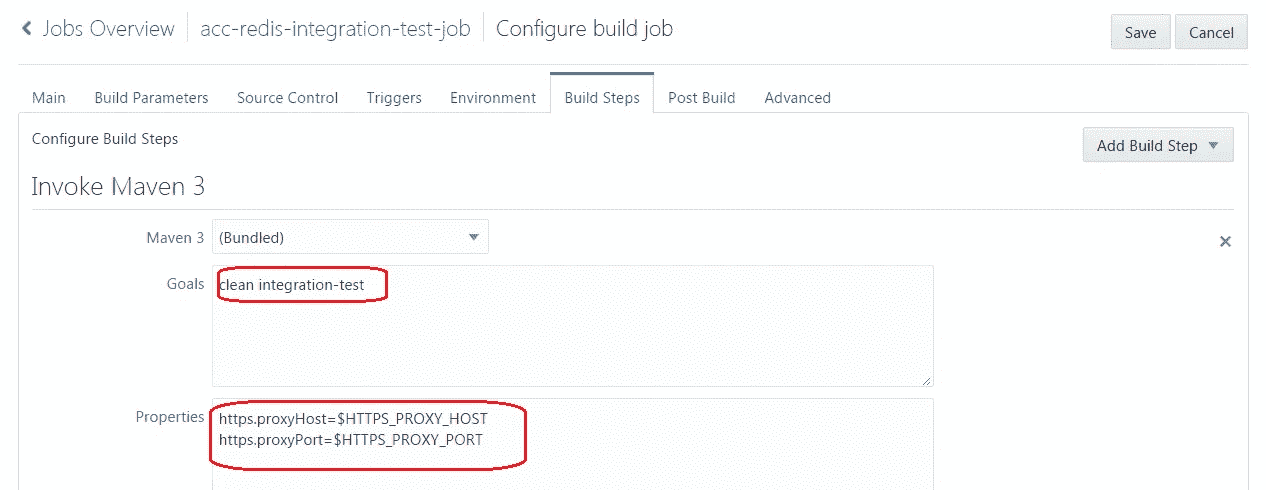 Jobs Overview acc-redis-integration-test-job Configure build job Save Cancel
Main Build Parameters Source Control Triggers Environment Build Steps Post Build Advanced
Configure Build Steps Add Build Step
Invoke Maven 3
Maven 3 (Bundled)
Goals clean integration-test
Properties https.proxyHost=$HTTPS_PROXY_HOST
https.proxyPort=$HTTPS_PROXY_PORT